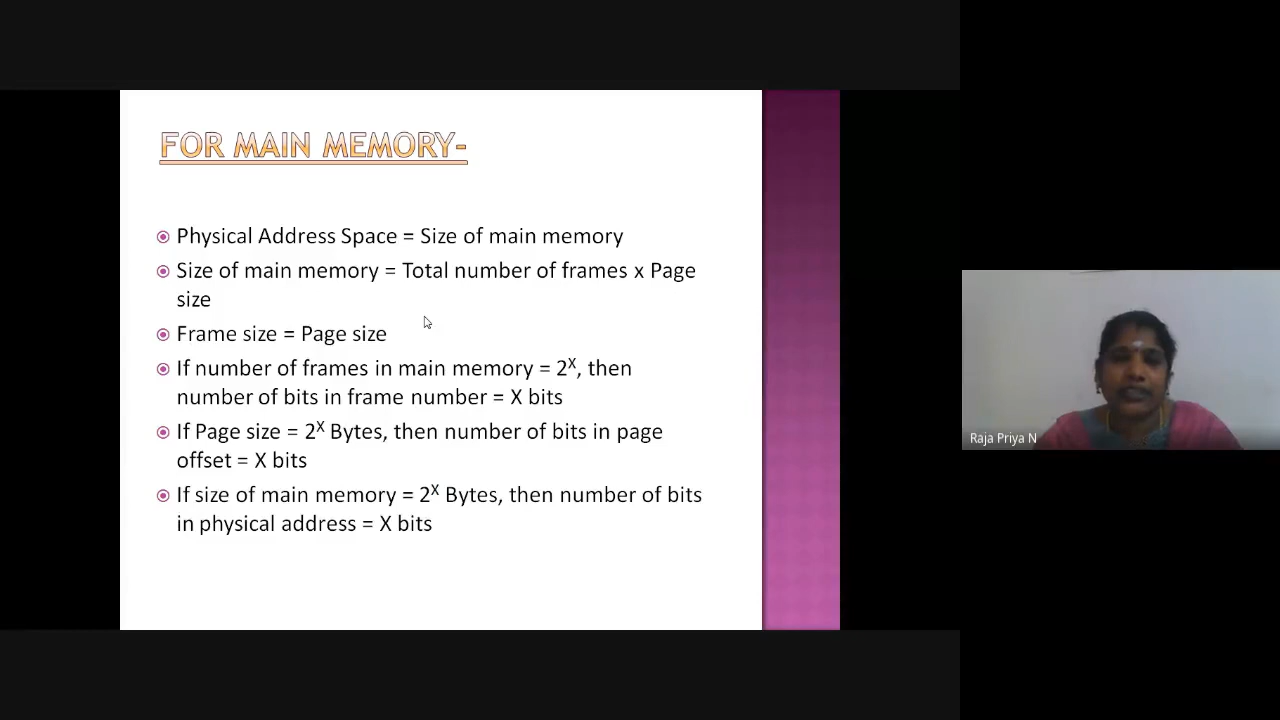 FOR MAIN MEMORY-
Physical Address Space = Size of main memory
Size of main memory = Total number of frames x Page
size
Frame size = Page size
If number of frames in main memory = 2^X, then
number of bits in frame number = X bits
If Page size = 2^X Bytes, then number of bits in page
offset = X bits
If size of main memory = 2^X Bytes, then number of bits
in physical address = X bits
Raja Priya N